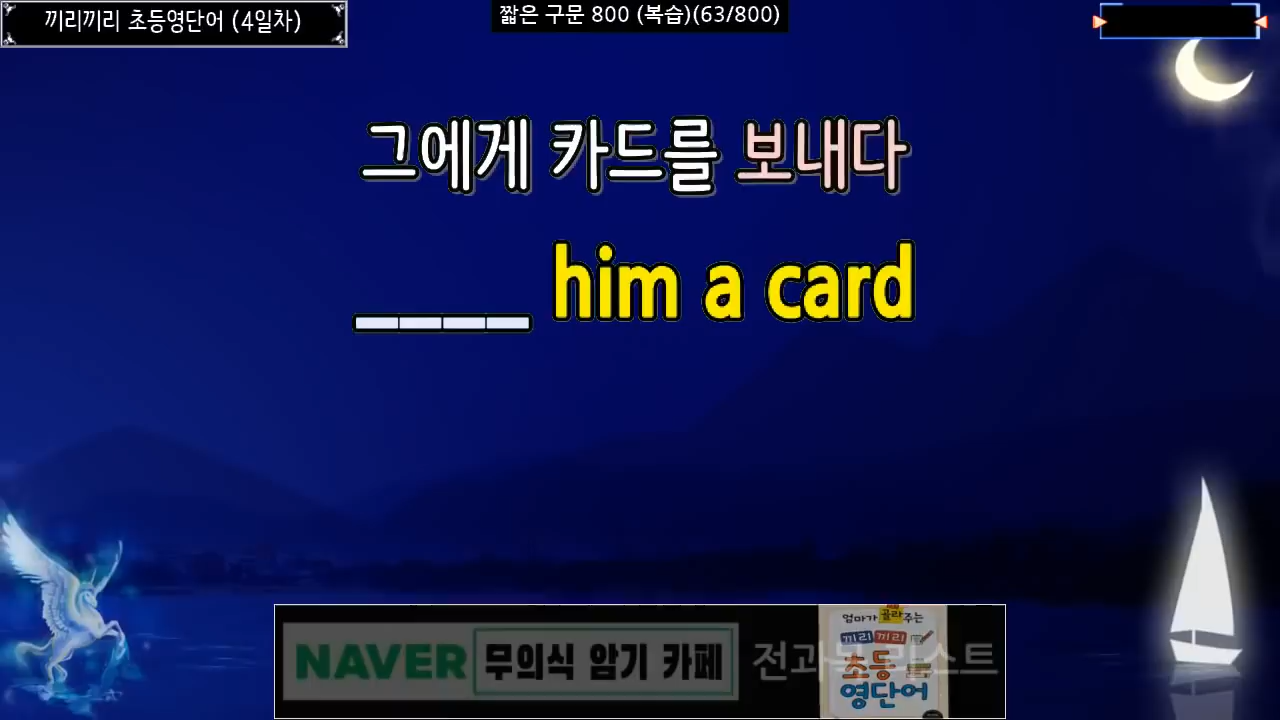 끼리끼리 초등영단어 (4일차)
짧은 구문 800 (복습)(63/800)
그에게 카드를 보내다
____ him a card
NAVER 무의식 암기 카페
엄마가 골라주는
끼리끼리
초등
영단어